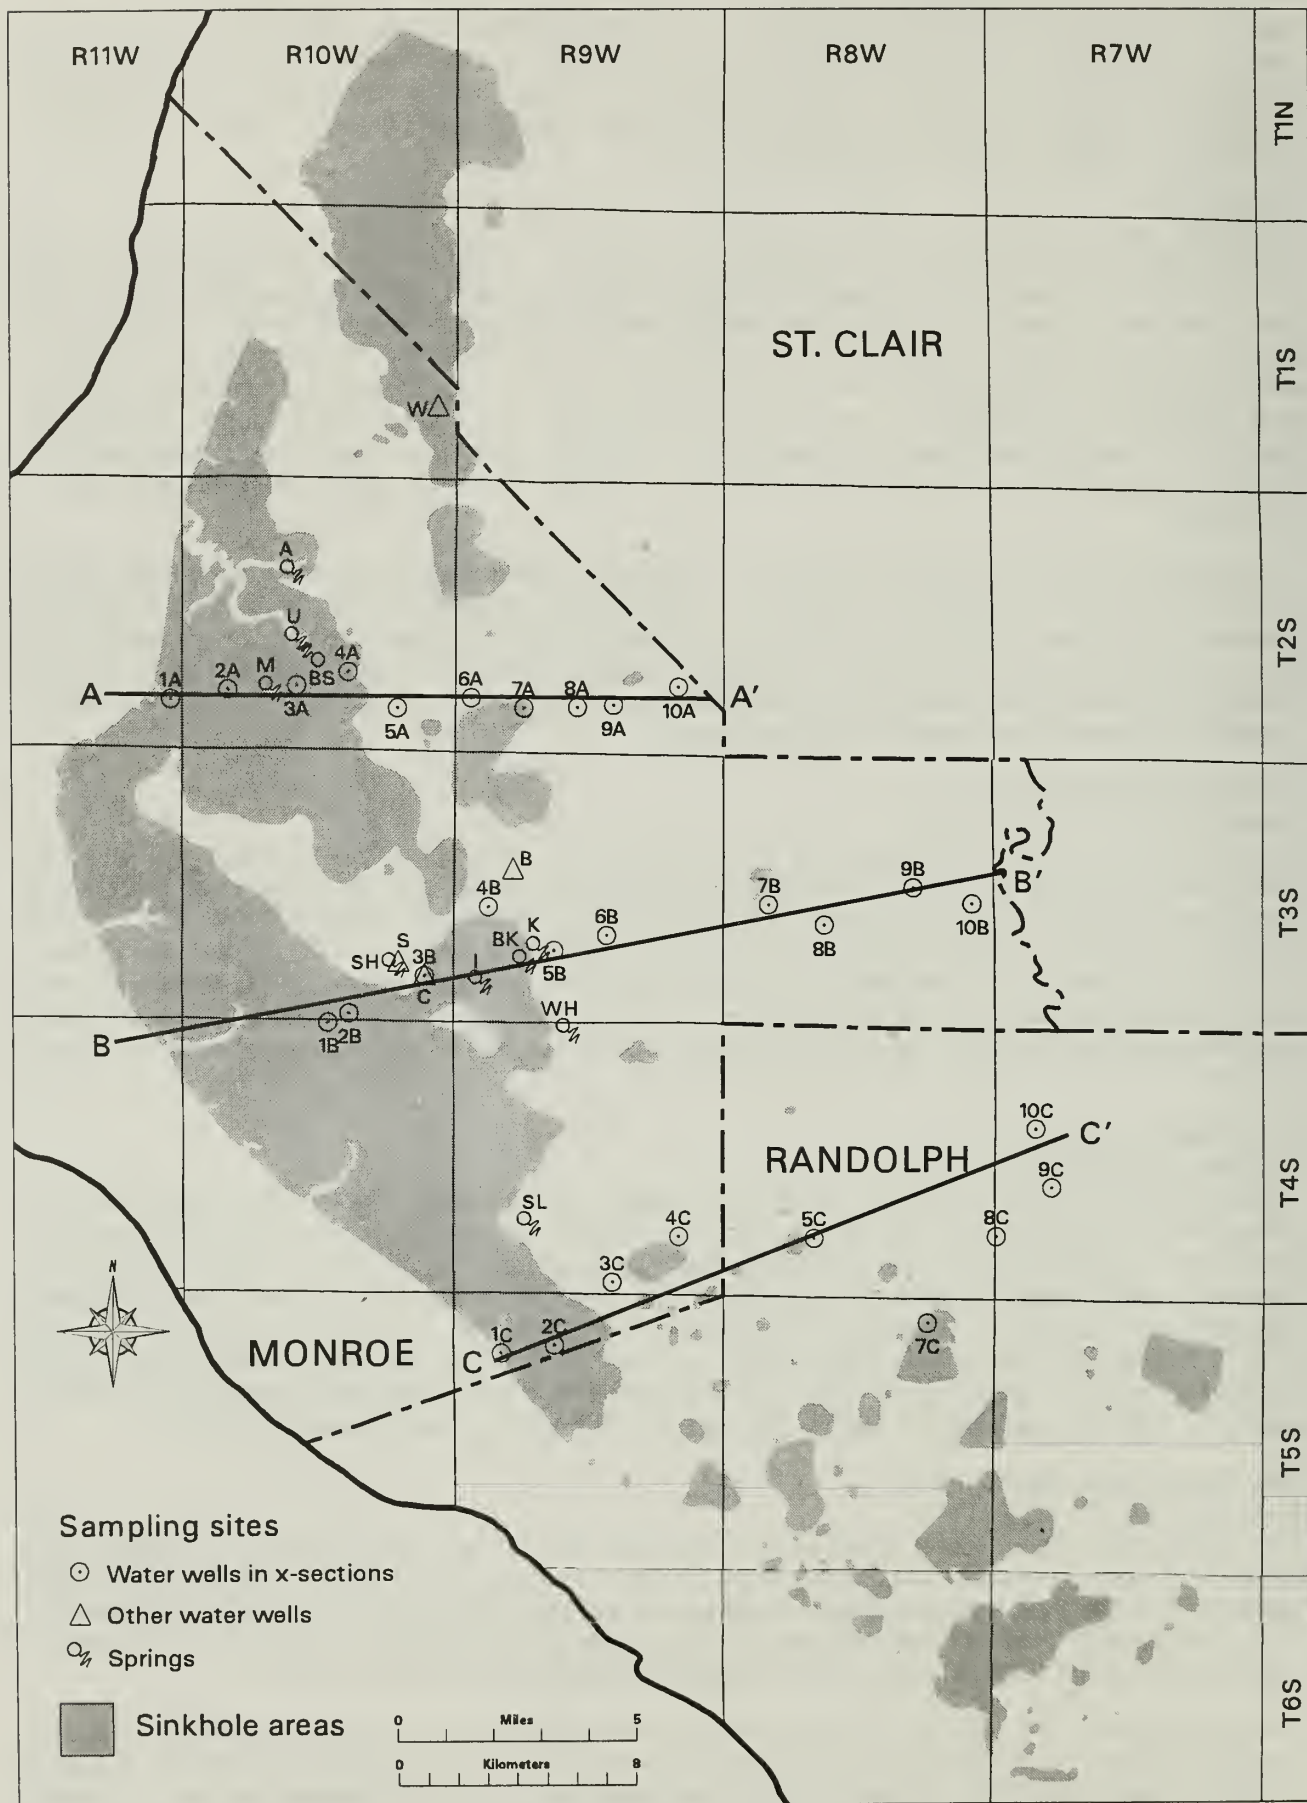 R11W R10W R9W R8W R7W
T1N
ST. CLAIR
T1S
W
A
U
T2S
4A
2A M BS 6A
1A 3A 7A 8A
A A'
5A 9A 10A
B
9B
B'
4B 7B
T3S
K 6B
S BK
SH 3B I 5B 8B 10B
C
WH
B 1B 2B
10C
C'
RANDOLPH
9C
T4S
SL
4C 5C 8C
3C
N
1C 2C
MONROE C
7C
T5S
Sampling sites
Water wells in x-sections
Other water wells
Springs
T6S
Sinkhole areas
0 Miles 5
0 Kilometers 8